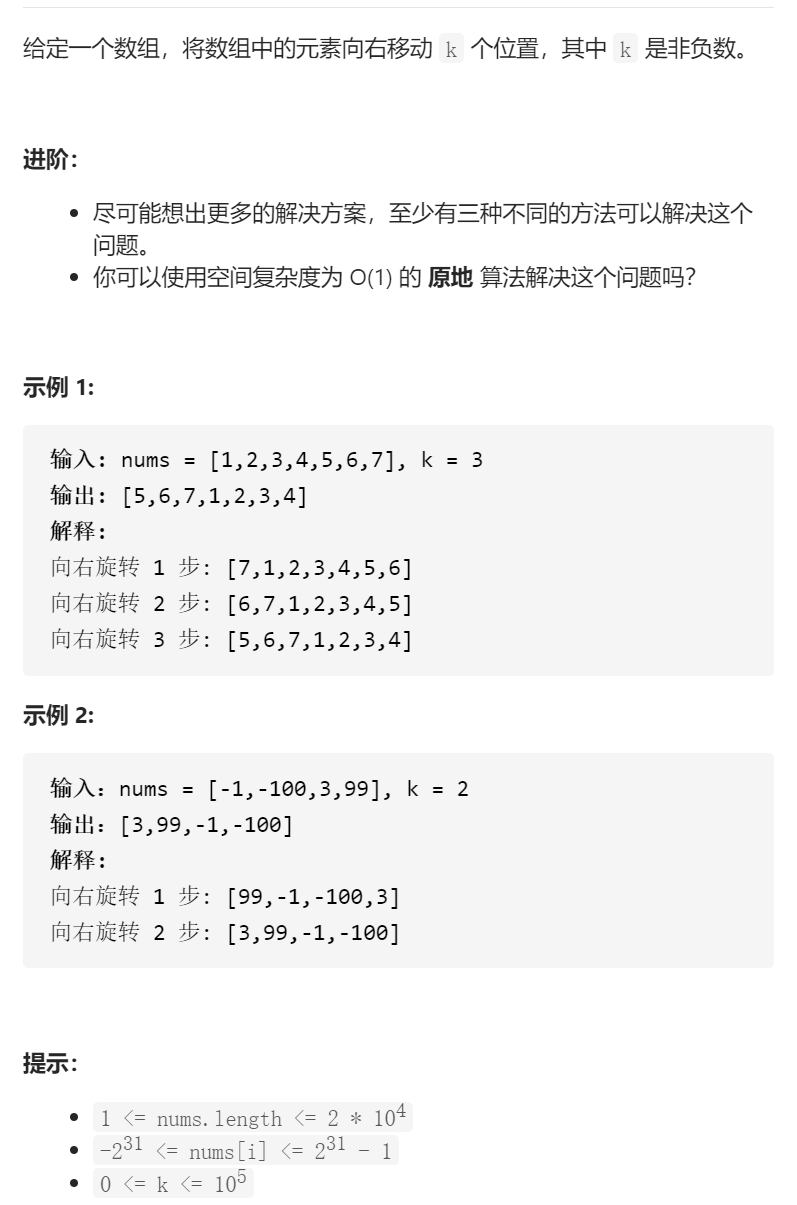 给定一个数组，将数组中的元素向右移动 k 个位置，其中 k 是非负数。
进阶：
尽可能想出更多的解决方案，至少有三种不同的方法可以解决这个
问题。
你可以使用空间复杂度为 O(1) 的 原地 算法解决这个问题吗？
示例 1:
输入: nums = [1,2,3,4,5,6,7], k = 3
输出: [5,6,7,1,2,3,4]
解释:
向右旋转 1 步: [7,1,2,3,4,5,6]
向右旋转 2 步: [6,7,1,2,3,4,5]
向右旋转 3 步: [5,6,7,1,2,3,4]
示例 2:
输入：nums = [-1,-100,3,99], k = 2
输出：[3,99,-1,-100]
解释:
向右旋转 1 步: [99,-1,-100,3]
向右旋转 2 步: [3,99,-1,-100]
提示：
1 <= nums.length <= 2 * 10^4
-2^31 <= nums[i] <= 2^31 - 1
0 <= k <= 10^5